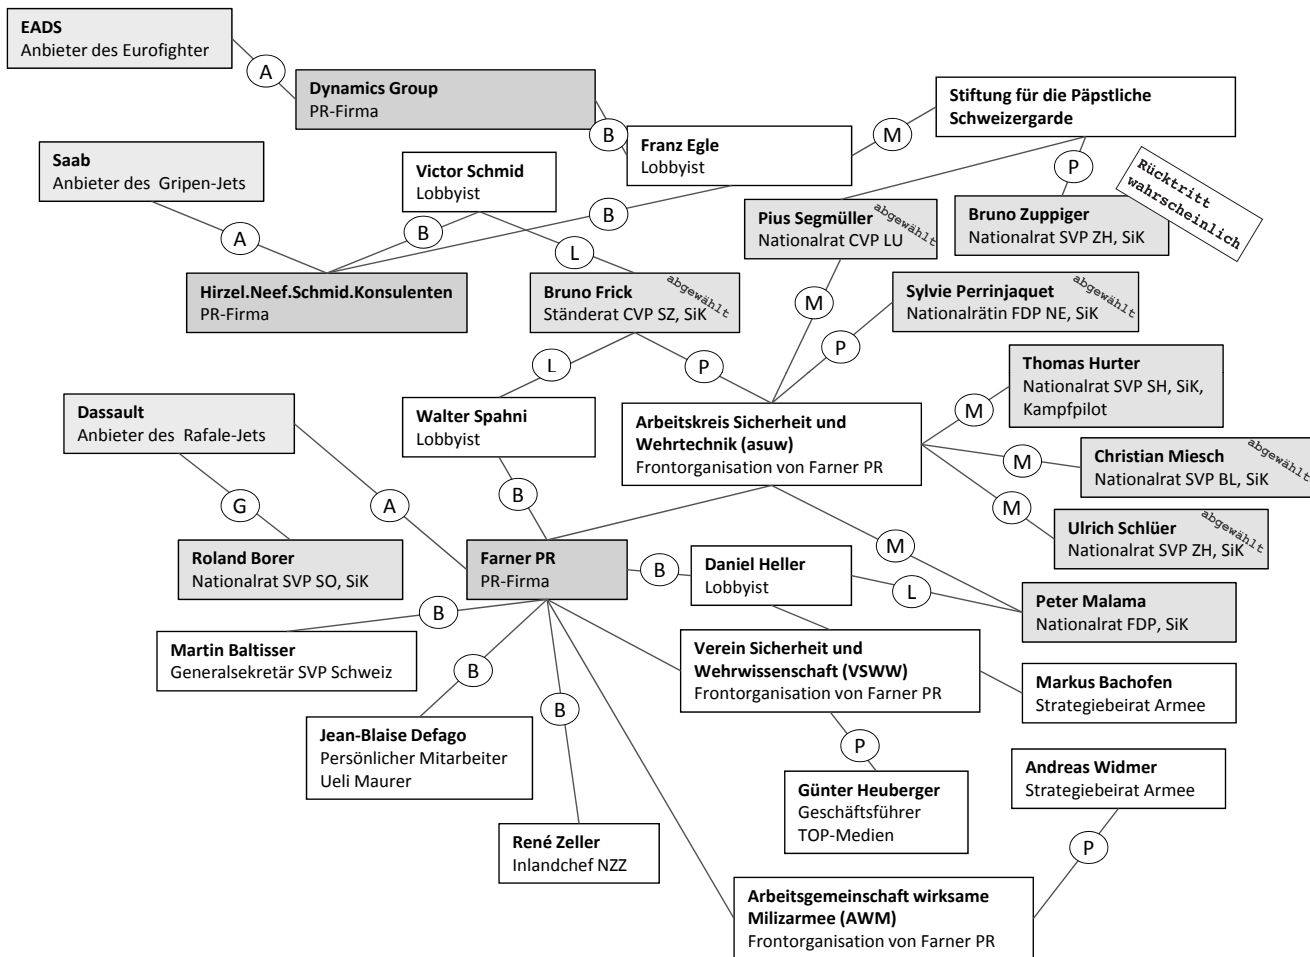 EADS
Anbieter des Eurofighter
A
Dynamics Group
PR-Firma
B
Franz Egle
Lobbyist
M
Stiftung für die Päpstliche
Schweizergarde
P
Rücktritt
wahrscheinlich
Saab
Anbieter des Gripen-Jets
A
Victor Schmid
Lobbyist
B
B
L
Pius Segmüller
Nationalrat CVP LU
abgewählt
Bruno Zuppiger
Nationalrat SVP ZH, SiK
Hirzel.Neef.Schmid.Konsulenten
PR-Firma
Bruno Frick
Ständerat CVP SZ, SiK
abgewählt
M
Sylvie Perrinjaquet
Nationalrätin FDP NE, SiK
abgewählt
P
L
P
Thomas Hurter
Nationalrat SVP SH, SiK,
Kampfpilot
M
Dassault
Anbieter des Rafale-Jets
Walter Spahni
Lobbyist
Arbeitskreis Sicherheit und
Wehrtechnik (asuw)
Frontorganisation von Farner PR
M
Christian Miesch
Nationalrat SVP BL, SiK
abgewählt
G
A
B
M
Ulrich Schlüer
Nationalrat SVP ZH, SiK
abgewählt
Roland Borer
Nationalrat SVP SO, SiK
Farner PR
PR-Firma
B
Daniel Heller
Lobbyist
M
L
Peter Malama
Nationalrat FDP, SiK
B
Martin Baltisser
Generalsekretär SVP Schweiz
B
B
Verein Sicherheit und
Wehrwissenschaft (VSWW)
Frontorganisation von Farner PR
Markus Bachofen
Strategiebeirat Armee
Jean-Blaise Defago
Persönlicher Mitarbeiter
Ueli Maurer
P
Günter Heuberger
Geschäftsführer
TOP-Medien
Andreas Widmer
Strategiebeirat Armee
René Zeller
Inlandchef NZZ
P
Arbeitsgemeinschaft wirksame
Milizarmee (AWM)
Frontorganisation von Farner PR